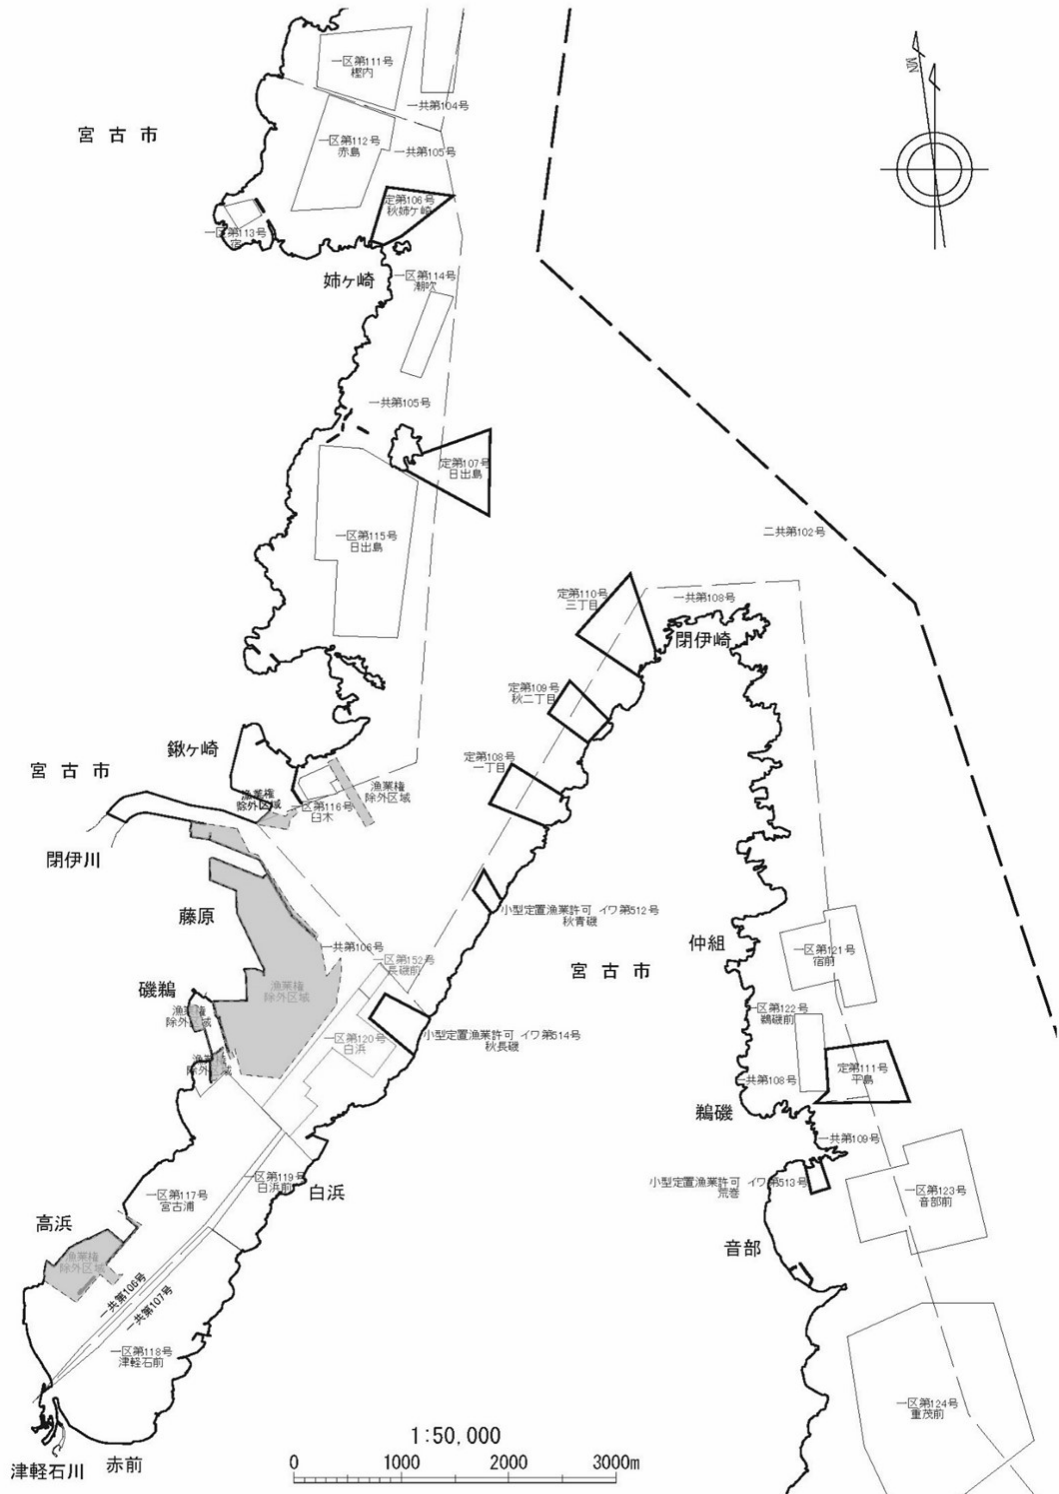 一区第111号
樫内
一共第104号
宮古市
一区第112号
赤島
一共第105号
MN
定第106号
秋姉ケ崎
一区第113号
宿
姉ヶ崎
一区第114号
潮吹
一共第105号
定第107号
日出島
一区第115号
日出島
二共第102号
定第110号
三丁目
一共第108号
閉伊崎
定第109号
秋二丁目
鍬ヶ崎
定第108号
一丁目
宮古市
漁業権
除外区域
一区第116号
臼木
漁業権
除外区域
閉伊川
藤原
小型定置漁業許可 イワ第512号
秋青磯
一共第106号
一区第152号
長磯前
宮古市
仲組
一区第121号
宿前
磯鶏
漁業権
除外区域
漁業権
除外区域
一区第122号
鵜磯前
一区第120号
白浜
小型定置漁業許可 イワ第514号
秋長磯
漁業権
除外区域
定第111号
平島
一共第108号
鵜磯
一共第109号
一区第119号
白浜前
白浜
一区第117号
宮古浦
小型定置漁業許可 イワ第513号
荒巻
一区第123号
音部前
高浜
漁業権
除外区域
音部
一共第106号
一共第107号
一区第118号
津軽石前
一区第124号
重茂前
1:50,000
0 1000 2000 3000m
津軽石川
赤前